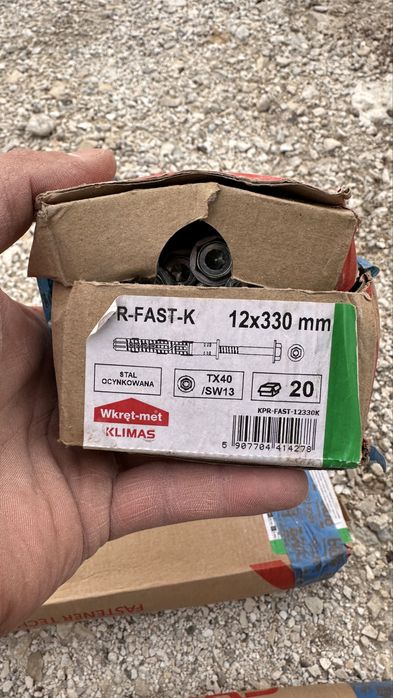 R-FAST-K
12x330 mm
STAL
OCYNKOWANA
TX40
/SW13
20
Wkręt-met
KLIMAS
KPR-FAST-12330K
5 907704 414278